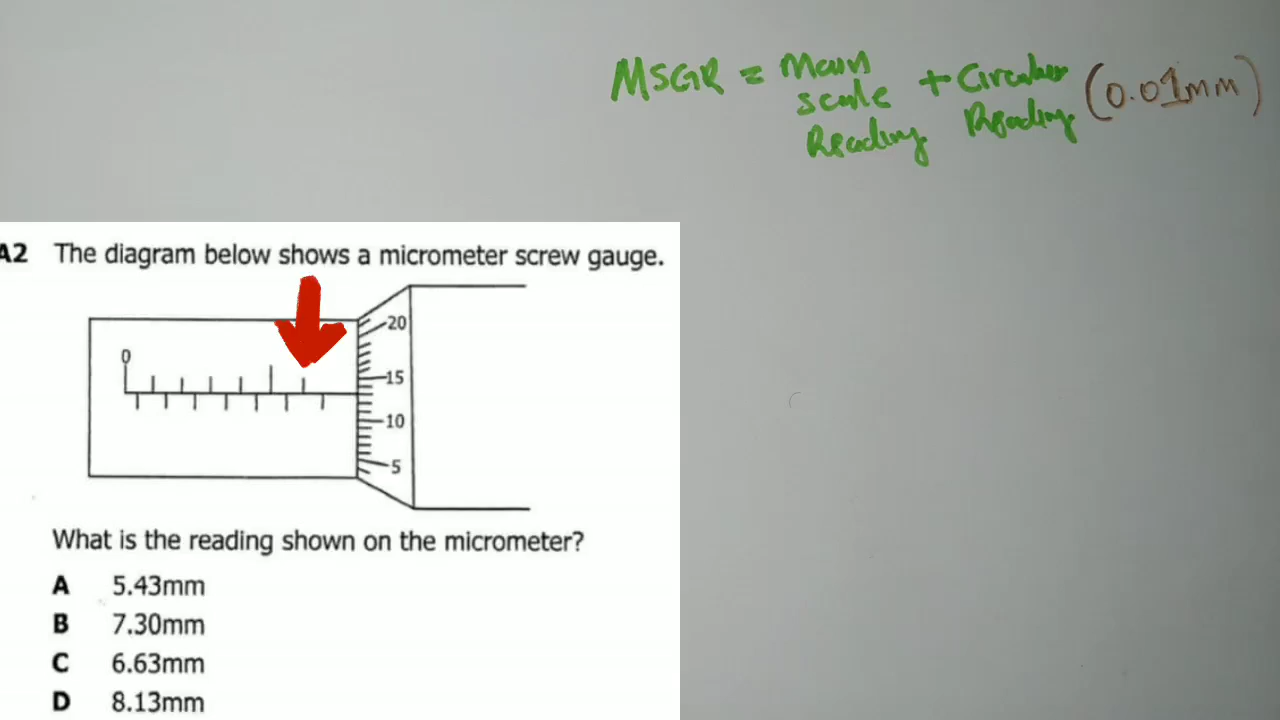 MSGR = Main + Circular (0.01mm)
scale Reading
Reading
A2 The diagram below shows a micrometer screw gauge.
0
20
15
10
5
What is the reading shown on the micrometer?
A 5.43mm
B 7.30mm
C 6.63mm
D 8.13mm